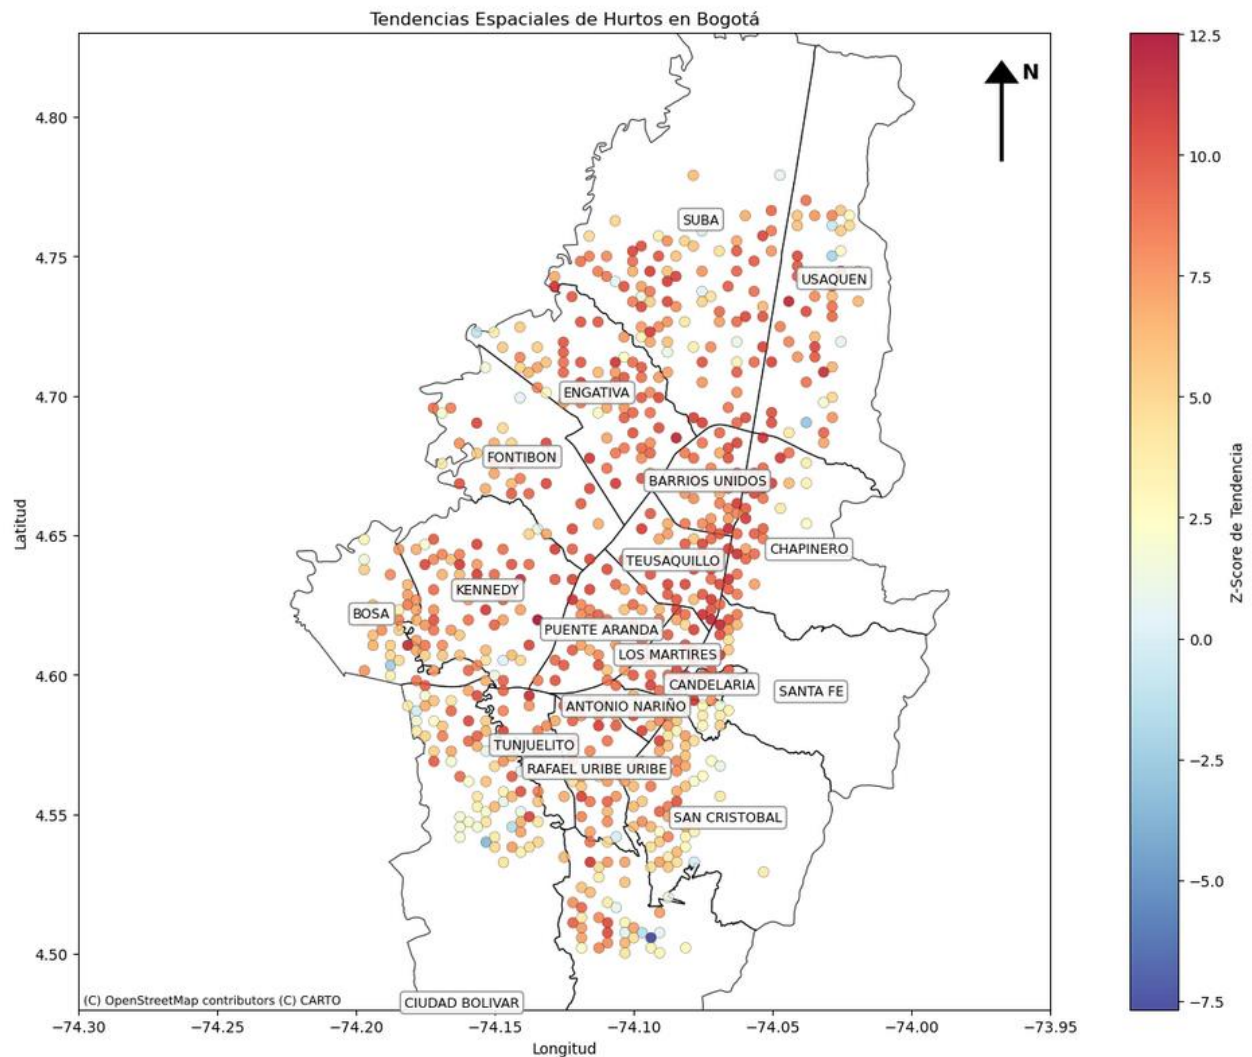 Tendencias Espaciales de Hurtos en Bogotá
N
SUBA
USAQUEN
ENGATIVA
FONTIBON
BARRIOS UNIDOS
CHAPINERO
TEUSAQUILLO
KENNEDY
BOSA
PUENTE ARANDA
LOS MARTIRES
CANDELARIA
SANTA FE
ANTONIO NARIÑO
TUNJUELITO
RAFAEL URIBE URIBE
SAN CRISTOBAL
CIUDAD BOLIVAR
(C) OpenStreetMap contributors (C) CARTO
4.80
4.75
4.70
4.65
4.60
4.55
4.50
Latitud
−74.30 −74.25 −74.20 −74.15 −74.10 −74.05 −74.00 −73.95
Longitud
12.5
10.0
7.5
5.0
2.5
0.0
−2.5
−5.0
−7.5
Z-Score de Tendencia